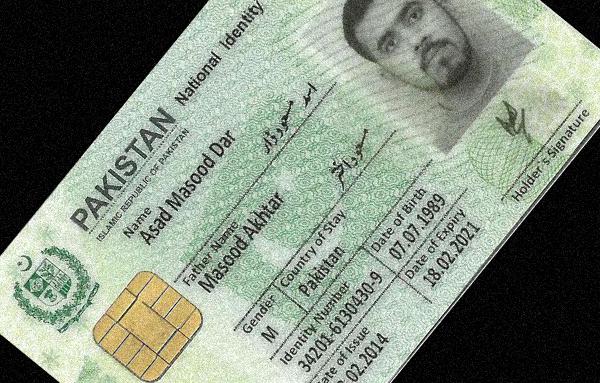 PAKISTAN National Identity
ISLAMIC REPUBLIC OF PAKISTAN
Name
Asad Masood Dar
اسد مسعود ڈار
Father Name
Masood Akhtar
مسعود اختر
Gender Country of Stay
M Pakistan
Identity Number Date of Birth
34201-6130430-9 07.07.1989
Date of Issue Date of Expiry
02.2014 18.02.2021
Holder's Signature